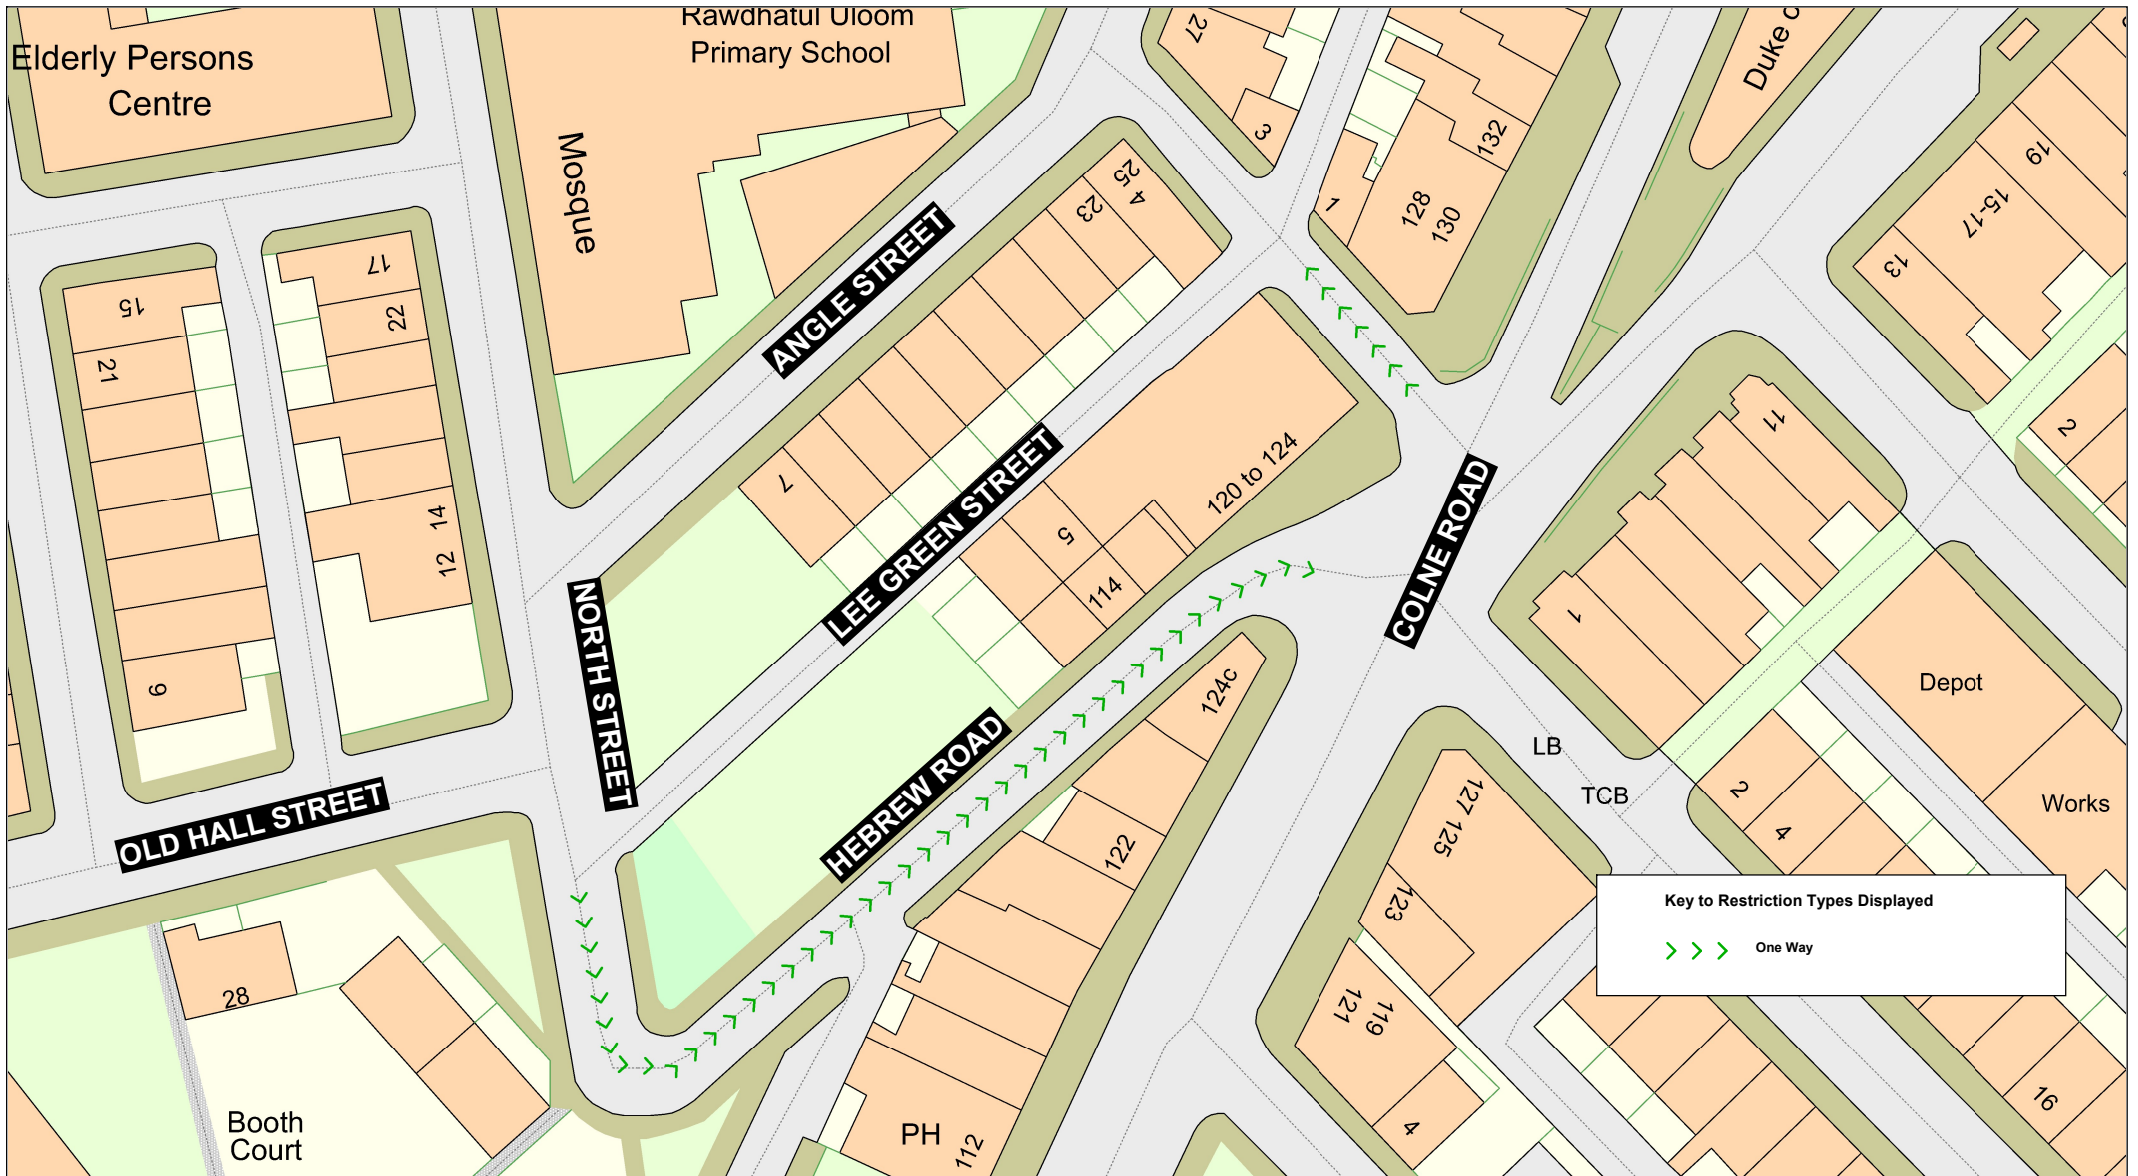 Rawdhatul Uloom
Primary School
Elderly Persons
Centre
Mosque
27
3
1
132
128
130
Duke
19
15-17
13
2
25
4
23
ANGLE STREET
17
22
15
21
14
12
9
7
LEE GREEN STREET
5
114
120 to 124
COLNE ROAD
11
1
NORTH STREET
HEBREW ROAD
124c
122
OLD HALL STREET
28
Booth
Court
PH
112
127 125
123
121
119
4
LB
TCB
Depot
Works
2
4
16
Key to Restriction Types Displayed
One Way